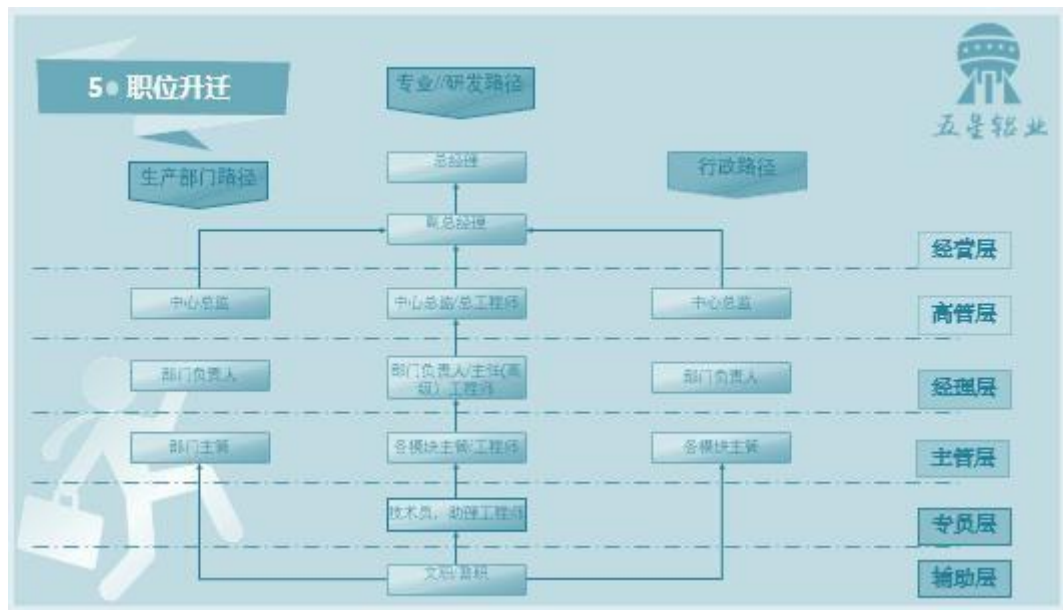 5 职位升迁
专业/研发路径
五星铝业
总经理
生产部门路径
行政路径
副总经理
经营层
中心总监
中心总监/总工程师
中心总监
高管层
部门负责人
部门负责人/主任(高
级）工程师
部门负责人
经理层
部门主管
各模块主管/工程师
各模块主管
主管层
技术员，助理工程师
专员层
文职/普职
辅助层